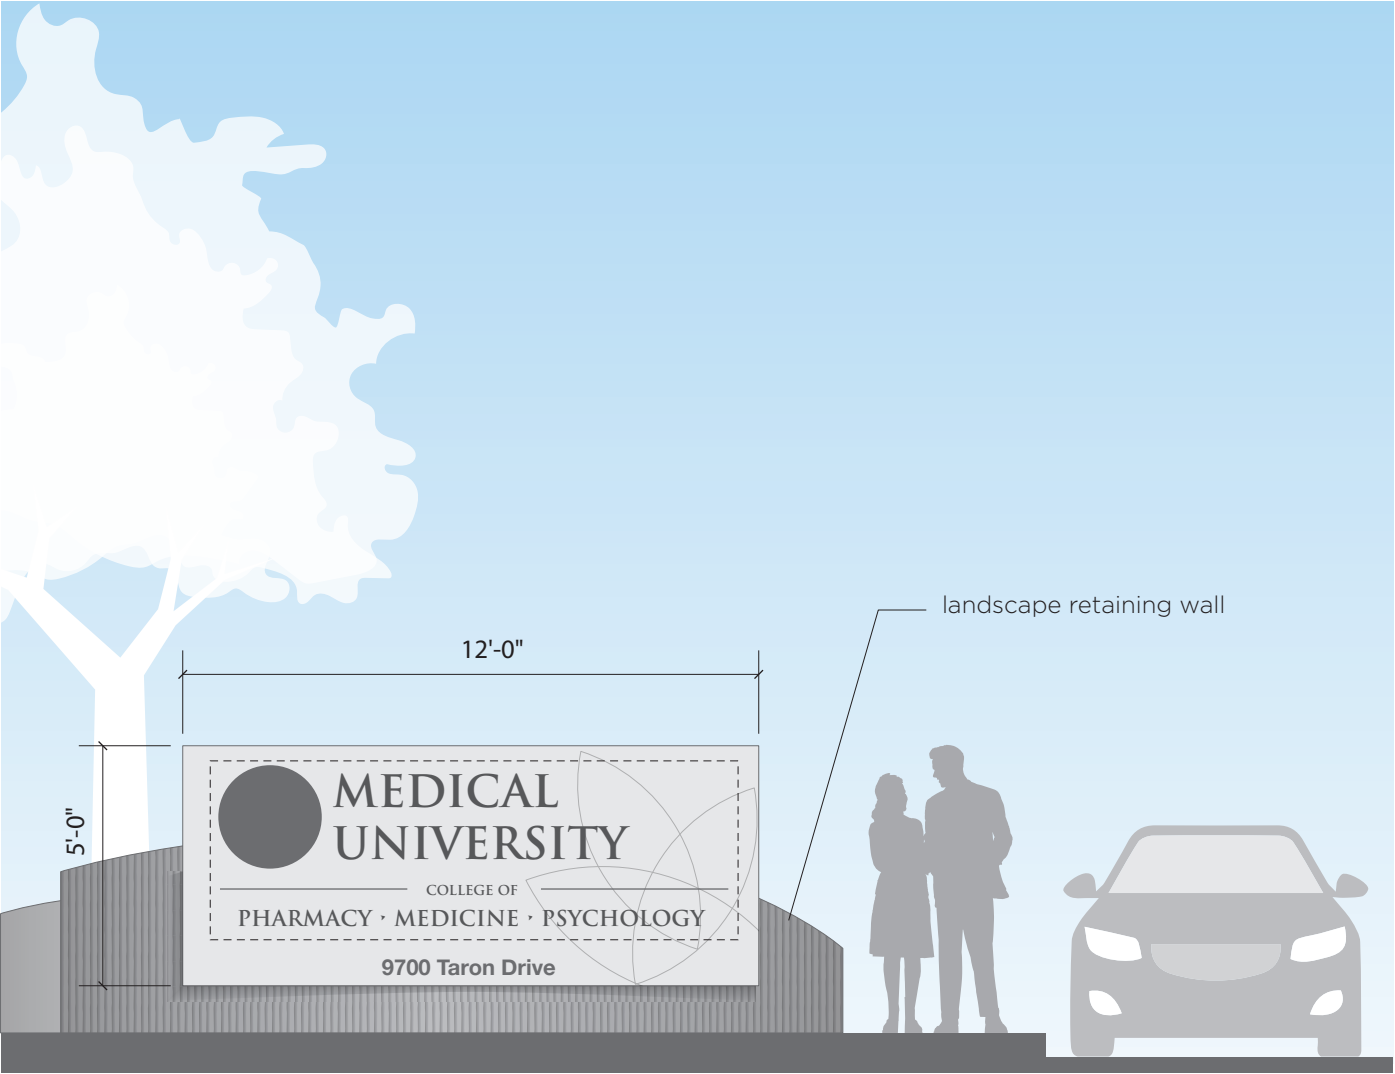 landscape retaining wall
12'-0"
5'-0"
MEDICAL
UNIVERSITY
COLLEGE OF
PHARMACY · MEDICINE · PSYCHOLOGY
9700 Taron Drive